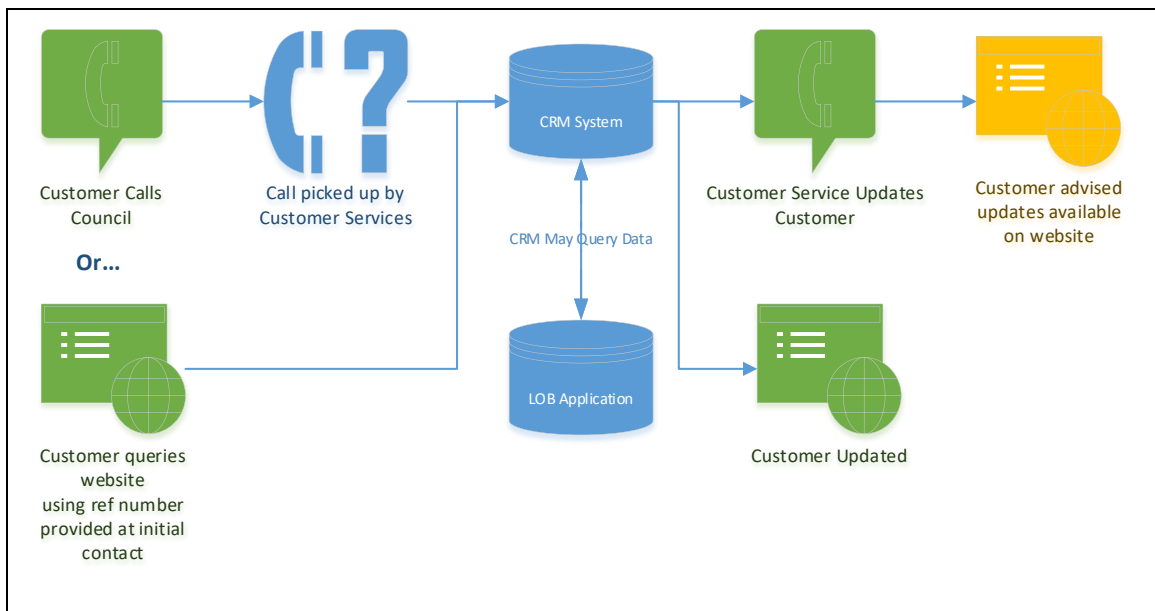 Customer Calls
Council
Or...
Call picked up by
Customer Services
CRM System
CRM May Query Data
LOB Application
Customer Service Updates
Customer
Customer advised
updates available
on website
Customer queries
website
using ref number
provided at initial
contact
Customer Updated